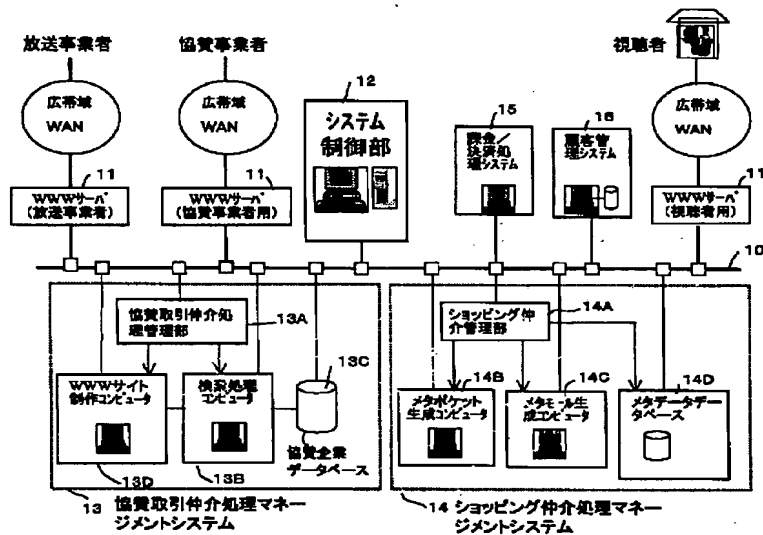 放送事業者
協賛事業者
視聴者
広帯域
WAN
広帯域
WAN
広帯域
WAN
12
システム
制御部
15
課金/
決済処理
システム
16
顧客管
理システム
11
WWWサーバ
(放送事業者)
11
WWWサーバ
(協賛事業者用)
11
WWWサーバ
(視聴者用)
10
協賛取引仲介処
理管理部
13A
13C
WWWサイト
制作コンピュータ
検索処理
コンピュータ
協賛企業
データベース
13D
13B
13 協賛取引仲介処理マネー
ジメントシステム
ショッピング仲
介管理部
14A
14B
メタポケット
生成コンピュータ
14C
メタモール生
成コンピュータ
14D
メタデータデー
タベース
14 ショッピング仲介処理マネー
ジメントシステム